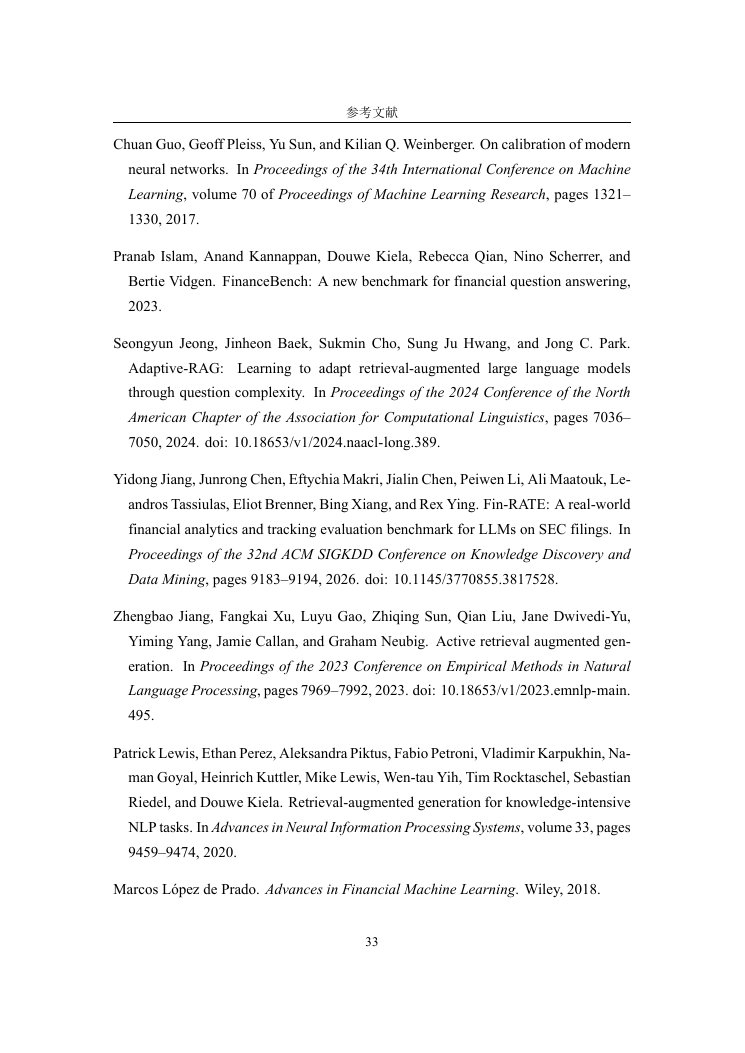 参考文献
Chuan Guo, Geoff Pleiss, Yu Sun, and Kilian Q. Weinberger. On calibration of modern
neural networks. In Proceedings of the 34th International Conference on Machine
Learning, volume 70 of Proceedings of Machine Learning Research, pages 1321–
1330, 2017.
Pranab Islam, Anand Kannappan, Douwe Kiela, Rebecca Qian, Nino Scherrer, and
Bertie Vidgen. FinanceBench: A new benchmark for financial question answering,
2023.
Seongyun Jeong, Jinheon Baek, Sukmin Cho, Sung Ju Hwang, and Jong C. Park.
Adaptive-RAG: Learning to adapt retrieval-augmented large language models
through question complexity. In Proceedings of the 2024 Conference of the North
American Chapter of the Association for Computational Linguistics, pages 7036–
7050, 2024. doi: 10.18653/v1/2024.naacl-long.389.
Yidong Jiang, Junrong Chen, Eftychia Makri, Jialin Chen, Peiwen Li, Ali Maatouk, Le-
andros Tassiulas, Eliot Brenner, Bing Xiang, and Rex Ying. Fin-RATE: A real-world
financial analytics and tracking evaluation benchmark for LLMs on SEC filings. In
Proceedings of the 32nd ACM SIGKDD Conference on Knowledge Discovery and
Data Mining, pages 9183–9194, 2026. doi: 10.1145/3770855.3817528.
Zhengbao Jiang, Fangkai Xu, Luyu Gao, Zhiqing Sun, Qian Liu, Jane Dwivedi-Yu,
Yiming Yang, Jamie Callan, and Graham Neubig. Active retrieval augmented gen-
eration. In Proceedings of the 2023 Conference on Empirical Methods in Natural
Language Processing, pages 7969–7992, 2023. doi: 10.18653/v1/2023.emnlp-main.
495.
Patrick Lewis, Ethan Perez, Aleksandra Piktus, Fabio Petroni, Vladimir Karpukhin, Na-
man Goyal, Heinrich Kuttler, Mike Lewis, Wen-tau Yih, Tim Rocktaschel, Sebastian
Riedel, and Douwe Kiela. Retrieval-augmented generation for knowledge-intensive
NLP tasks. In Advances in Neural Information Processing Systems, volume 33, pages
9459–9474, 2020.
Marcos López de Prado. Advances in Financial Machine Learning. Wiley, 2018.
33